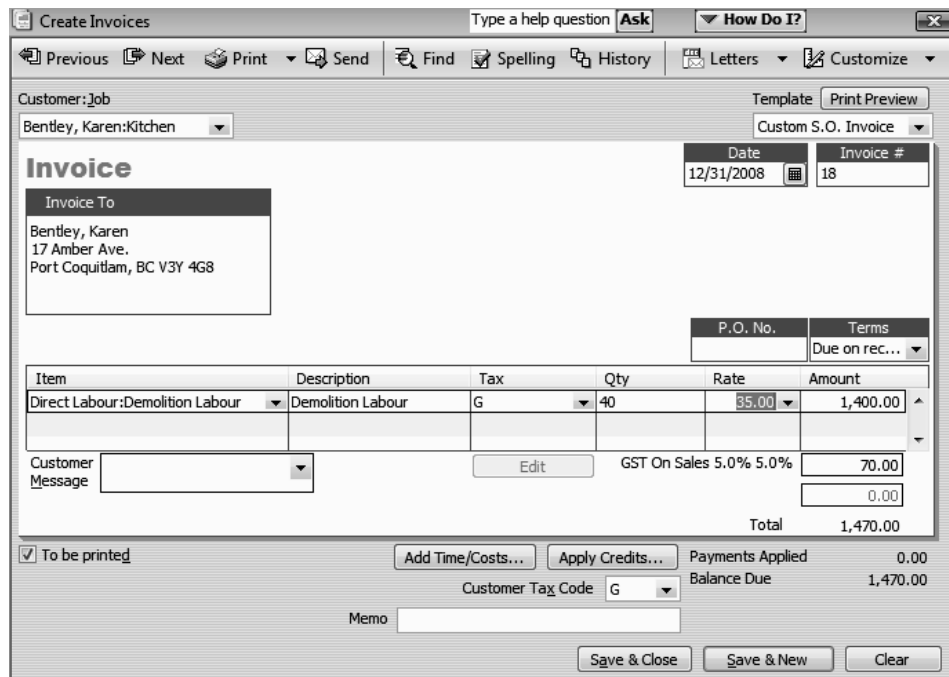 Create Invoices Type a help question Ask How Do I?
Previous Next Print Send Find Spelling History Letters Customize
Customer:Job Template Print Preview
Bentley, Karen:Kitchen Custom S.O. Invoice
Invoice Date Invoice #
12/31/2008 18
Invoice To
Bentley, Karen
17 Amber Ave.
Port Coquitlam, BC V3Y 4G8
P.O. No. Terms
Due on rec...
Item Description Tax Qty Rate Amount
Direct Labour:Demolition Labour Demolition Labour G 40 35.00 1,400.00
Customer Message Edit GST On Sales 5.0% 5.0% 70.00
0.00
Total 1,470.00
To be printed Add Time/Costs... Apply Credits... Payments Applied 0.00
Customer Tax Code G Balance Due 1,470.00
Memo
Save & Close Save & New Clear